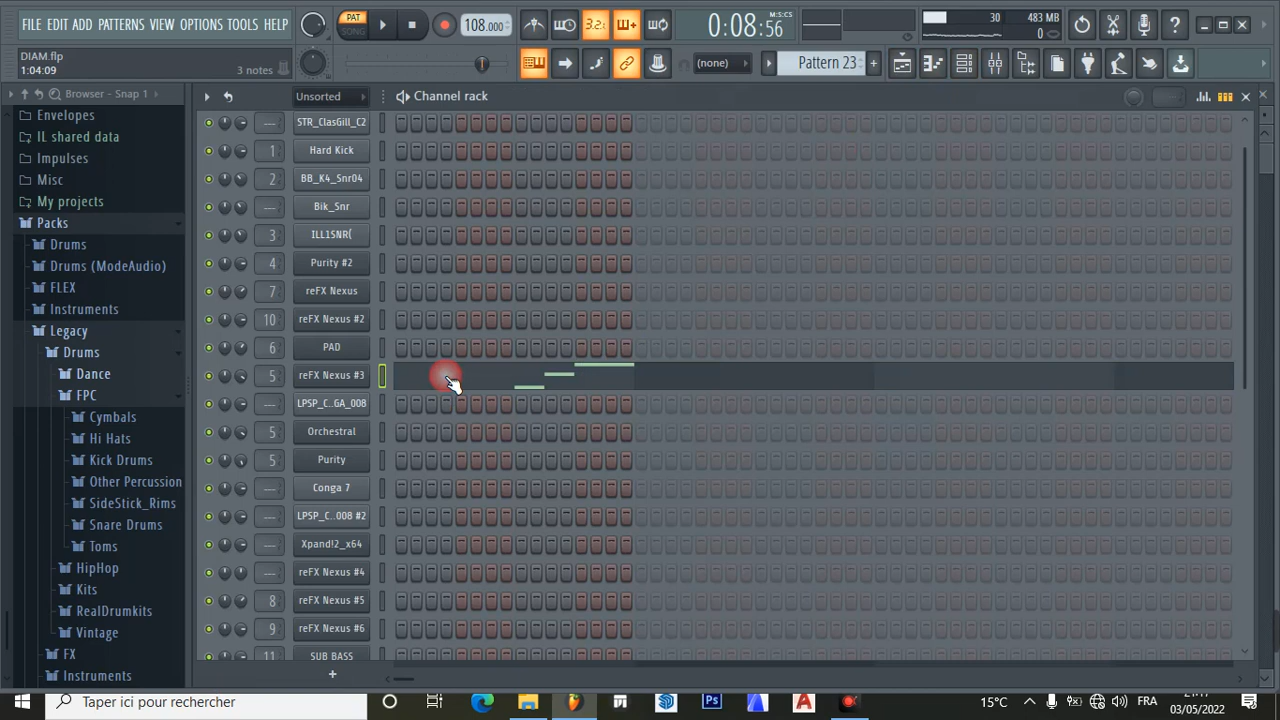 FILE EDIT ADD PATTERNS VIEW OPTIONS TOOLS HELP
PAT
SONG
108.000
3.2.
0:08:56
M:S:CS
30
483 MB
0
DIAM.flp
1:04:09
3 notes
(none)
Pattern 23
Browser - Snap 1
Unsorted
Channel rack
Envelopes
IL shared data
Impulses
Misc
My projects
Packs
Drums
Drums (ModeAudio)
FLEX
Instruments
Legacy
Drums
Dance
FPC
Cymbals
Hi Hats
Kick Drums
Other Percussion
SideStick_Rims
Snare Drums
Toms
HipHop
Kits
RealDrumkits
Vintage
FX
Instruments
--- STR_ClasGill_C2
1 Hard Kick
2 BB_K4_Snr04
--- Bik_Snr
3 ILL1SNR(
4 Purity #2
7 reFX Nexus
10 reFX Nexus #2
6 PAD
5 reFX Nexus #3
--- LPSP_C..GA_008
5 Orchestral
5 Purity
--- Conga 7
--- LPSP_C..008 #2
--- Xpand!2_x64
--- reFX Nexus #4
8 reFX Nexus #5
9 reFX Nexus #6
11 SUB BASS
Taper ici pour rechercher
Ps
A
15°C
FRA
21:17
03/05/2022